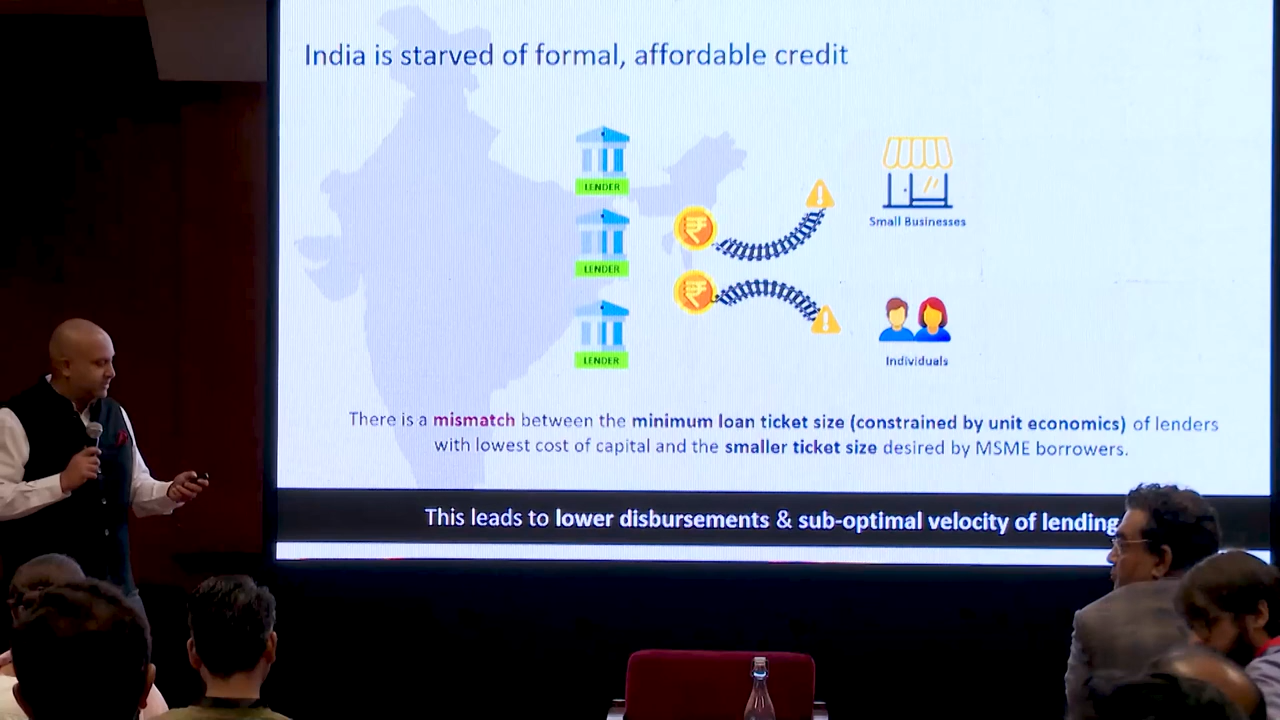 India is starved of formal, affordable credit
LENDER
LENDER
LENDER
₹
₹
Small Businesses
Individuals
There is a mismatch between the minimum loan ticket size (constrained by unit economics) of lenders
with lowest cost of capital and the smaller ticket size desired by MSME borrowers.
This leads to lower disbursements & sub-optimal velocity of lending